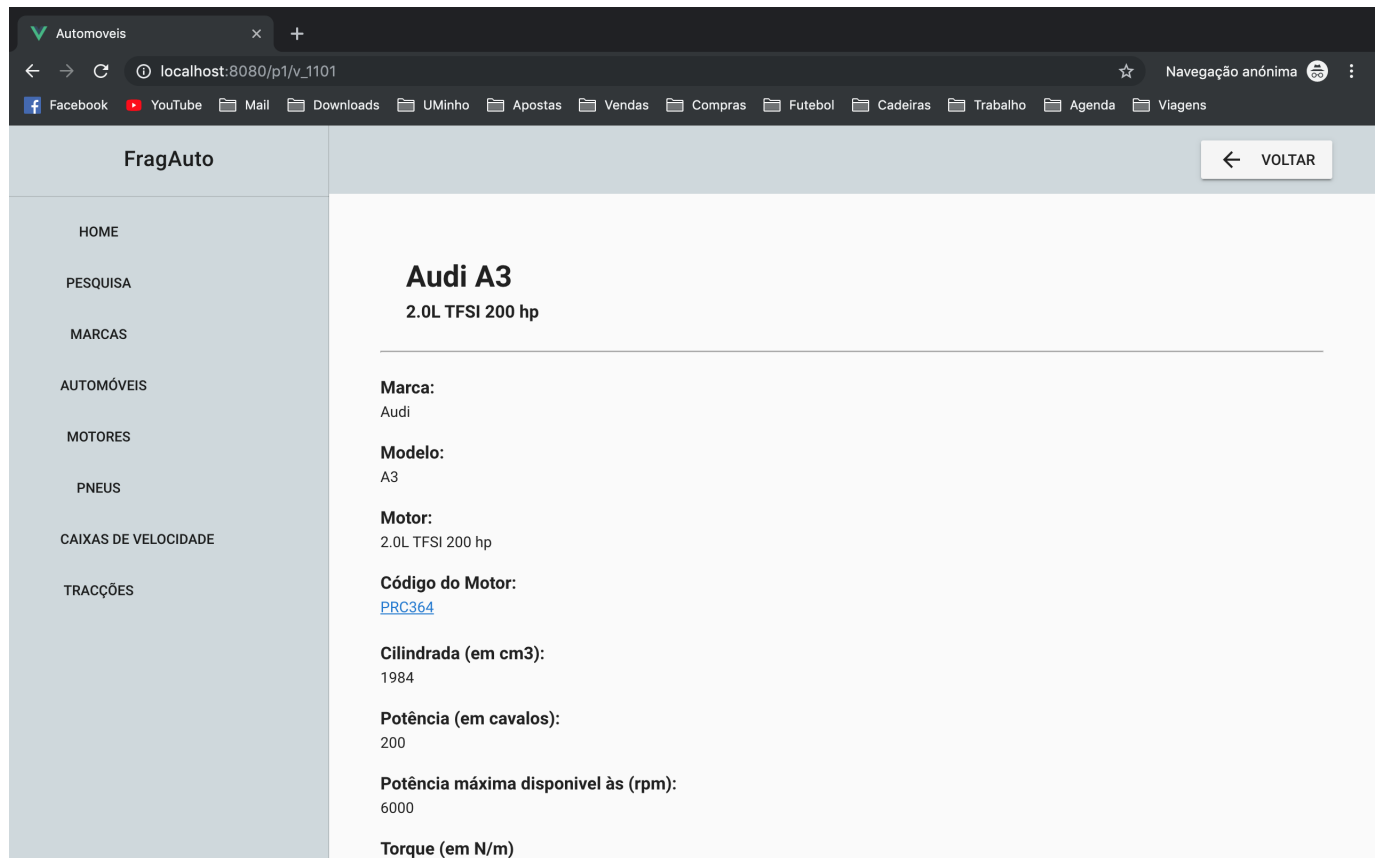 Automoveis
localhost:8080/p1/v_1101
Navegação anónima
Facebook YouTube Mail Downloads UMinho Apostas Vendas Compras Futebol Cadeiras Trabalho Agenda Viagens
FragAuto
VOLTAR
HOME
PESQUISA
MARCAS
AUTOMÓVEIS
MOTORES
PNEUS
CAIXAS DE VELOCIDADE
TRACÇÕES
Audi A3
2.0L TFSI 200 hp
Marca:
Audi
Modelo:
A3
Motor:
2.0L TFSI 200 hp
Código do Motor:
PRC364
Cilindrada (em cm3):
1984
Potência (em cavalos):
200
Potência máxima disponivel às (rpm):
6000
Torque (em N/m)